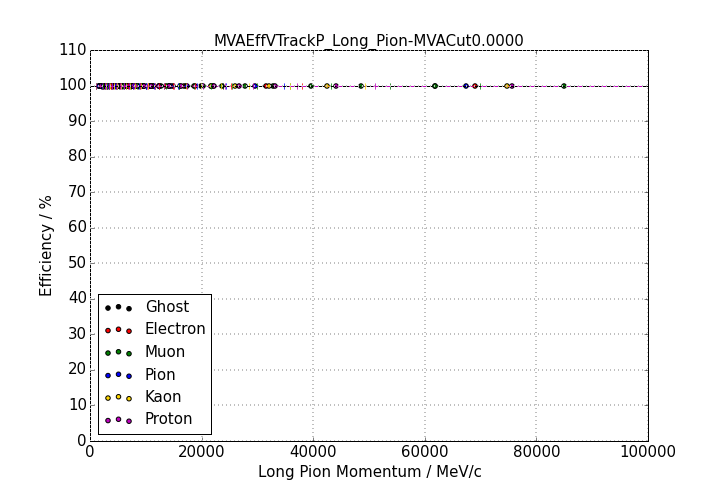 MVAEffVTrackP_Long_Pion-MVACut0.0000
110
100
90
80
70
60
50
40
30
20
10
0
Efficiency / %
Ghost
Electron
Muon
Pion
Kaon
Proton
0 20000 40000 60000 80000 100000
Long Pion Momentum / MeV/c